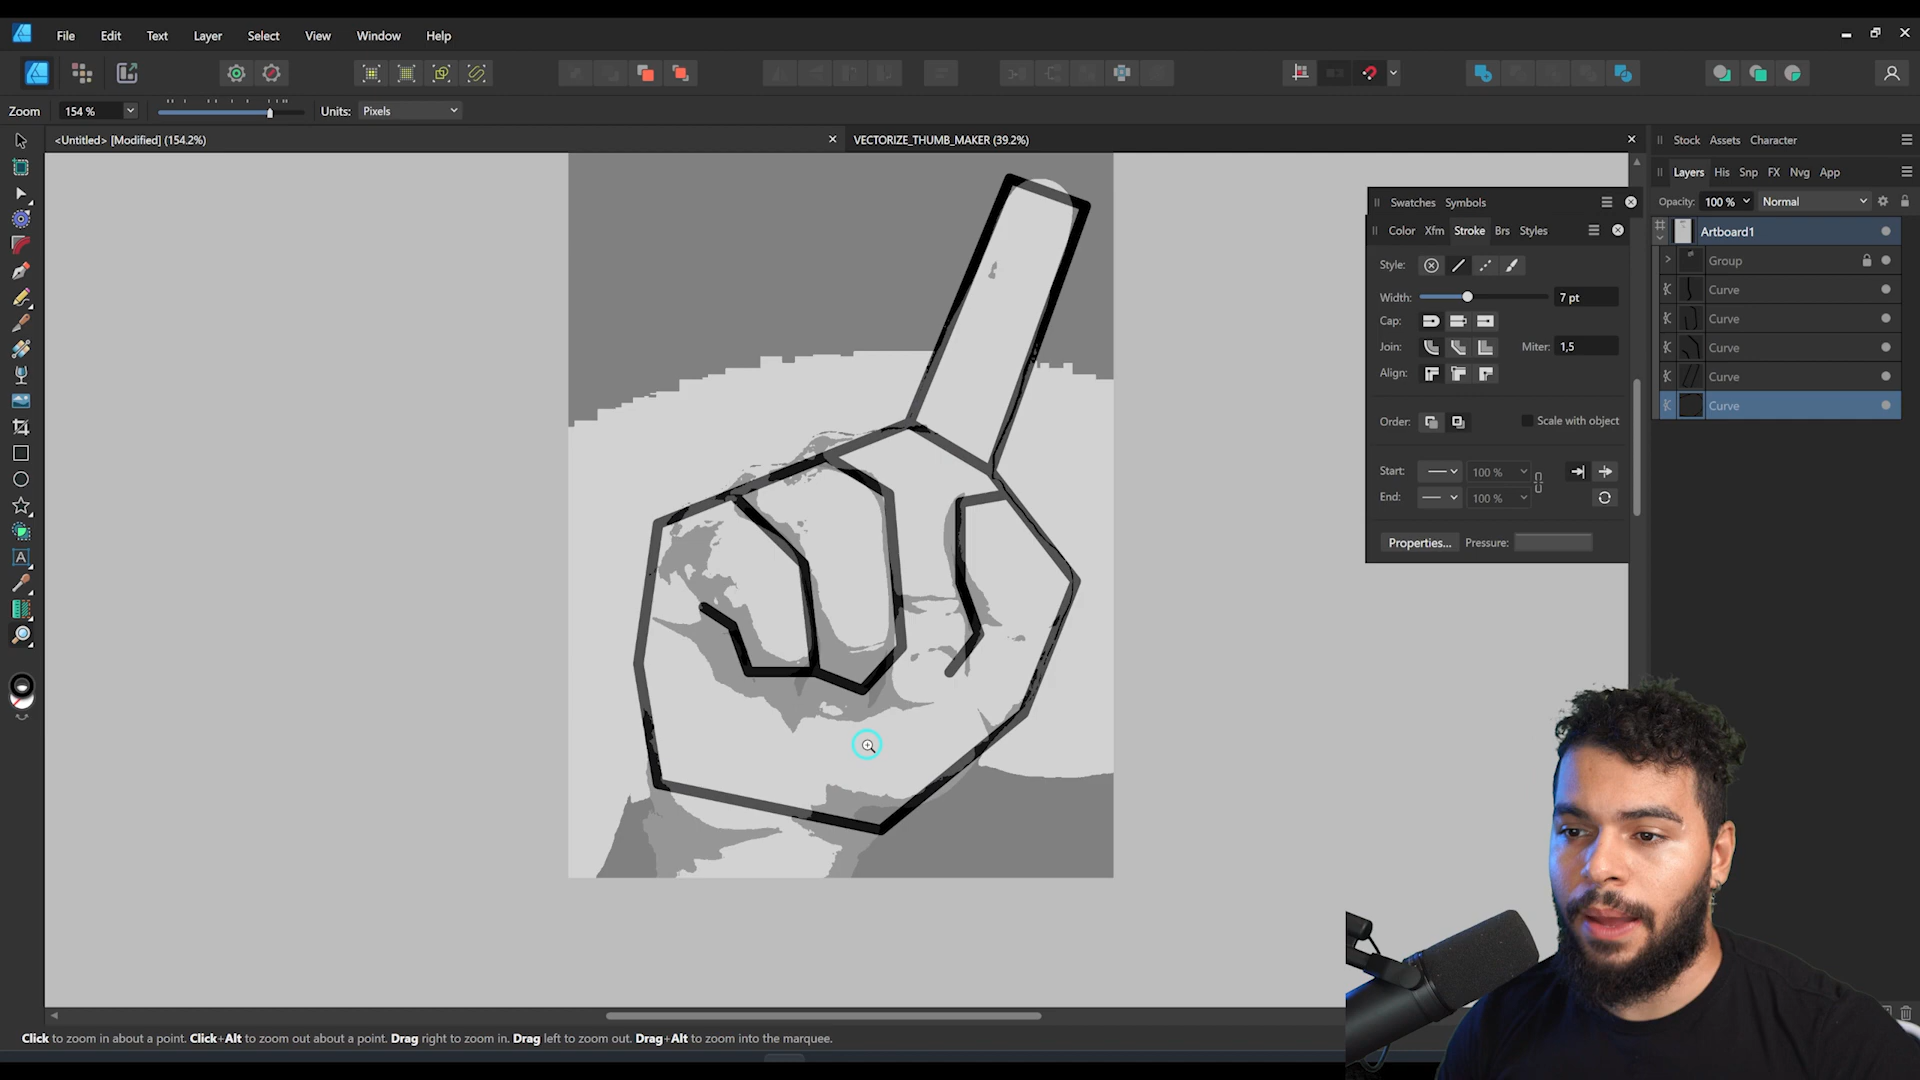 File Edit Text Layer Select View Window Help
Zoom 154 % Units: Pixels
<Untitled> [Modified] (154.2%)
VECTORIZE_THUMB_MAKER (39.2%)
Stock Assets Character
Layers His Snp FX Nvg App
Opacity: 100 % Normal
Artboard1
Group
Curve
Curve
Curve
Curve
Curve
Swatches Symbols
Color Xfm Stroke Brs Styles
Style:
Width: 7 pt
Cap:
Join: Miter: 1,5
Align:
Order: Scale with object
Start: 100 %
End: 100 %
Properties... Pressure:
Click to zoom in about a point. Click+Alt to zoom out about a point. Drag right to zoom in. Drag left to zoom out. Drag+Alt to zoom into the marquee.